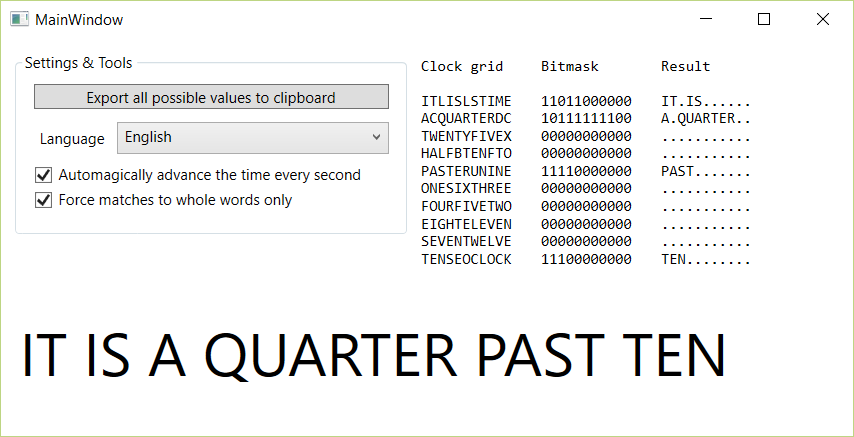 MainWindow
Settings & Tools
Export all possible values to clipboard
Language English
Automagically advance the time every second
Force matches to whole words only
Clock grid Bitmask Result
ITLISLSTIME 11011000000 IT.IS......
ACQUARTERDC 10111111100 A.QUARTER..
TWENTYFIVEX 00000000000 ...........
HALFBTENFTO 00000000000 ...........
PASTERUNINE 11110000000 PAST.......
ONESIXTHREE 00000000000 ...........
FOURFIVETWO 00000000000 ...........
EIGHTELEVEN 00000000000 ...........
SEVENTWELVE 00000000000 ...........
TENSEOCLOCK 11100000000 TEN........
IT IS A QUARTER PAST TEN